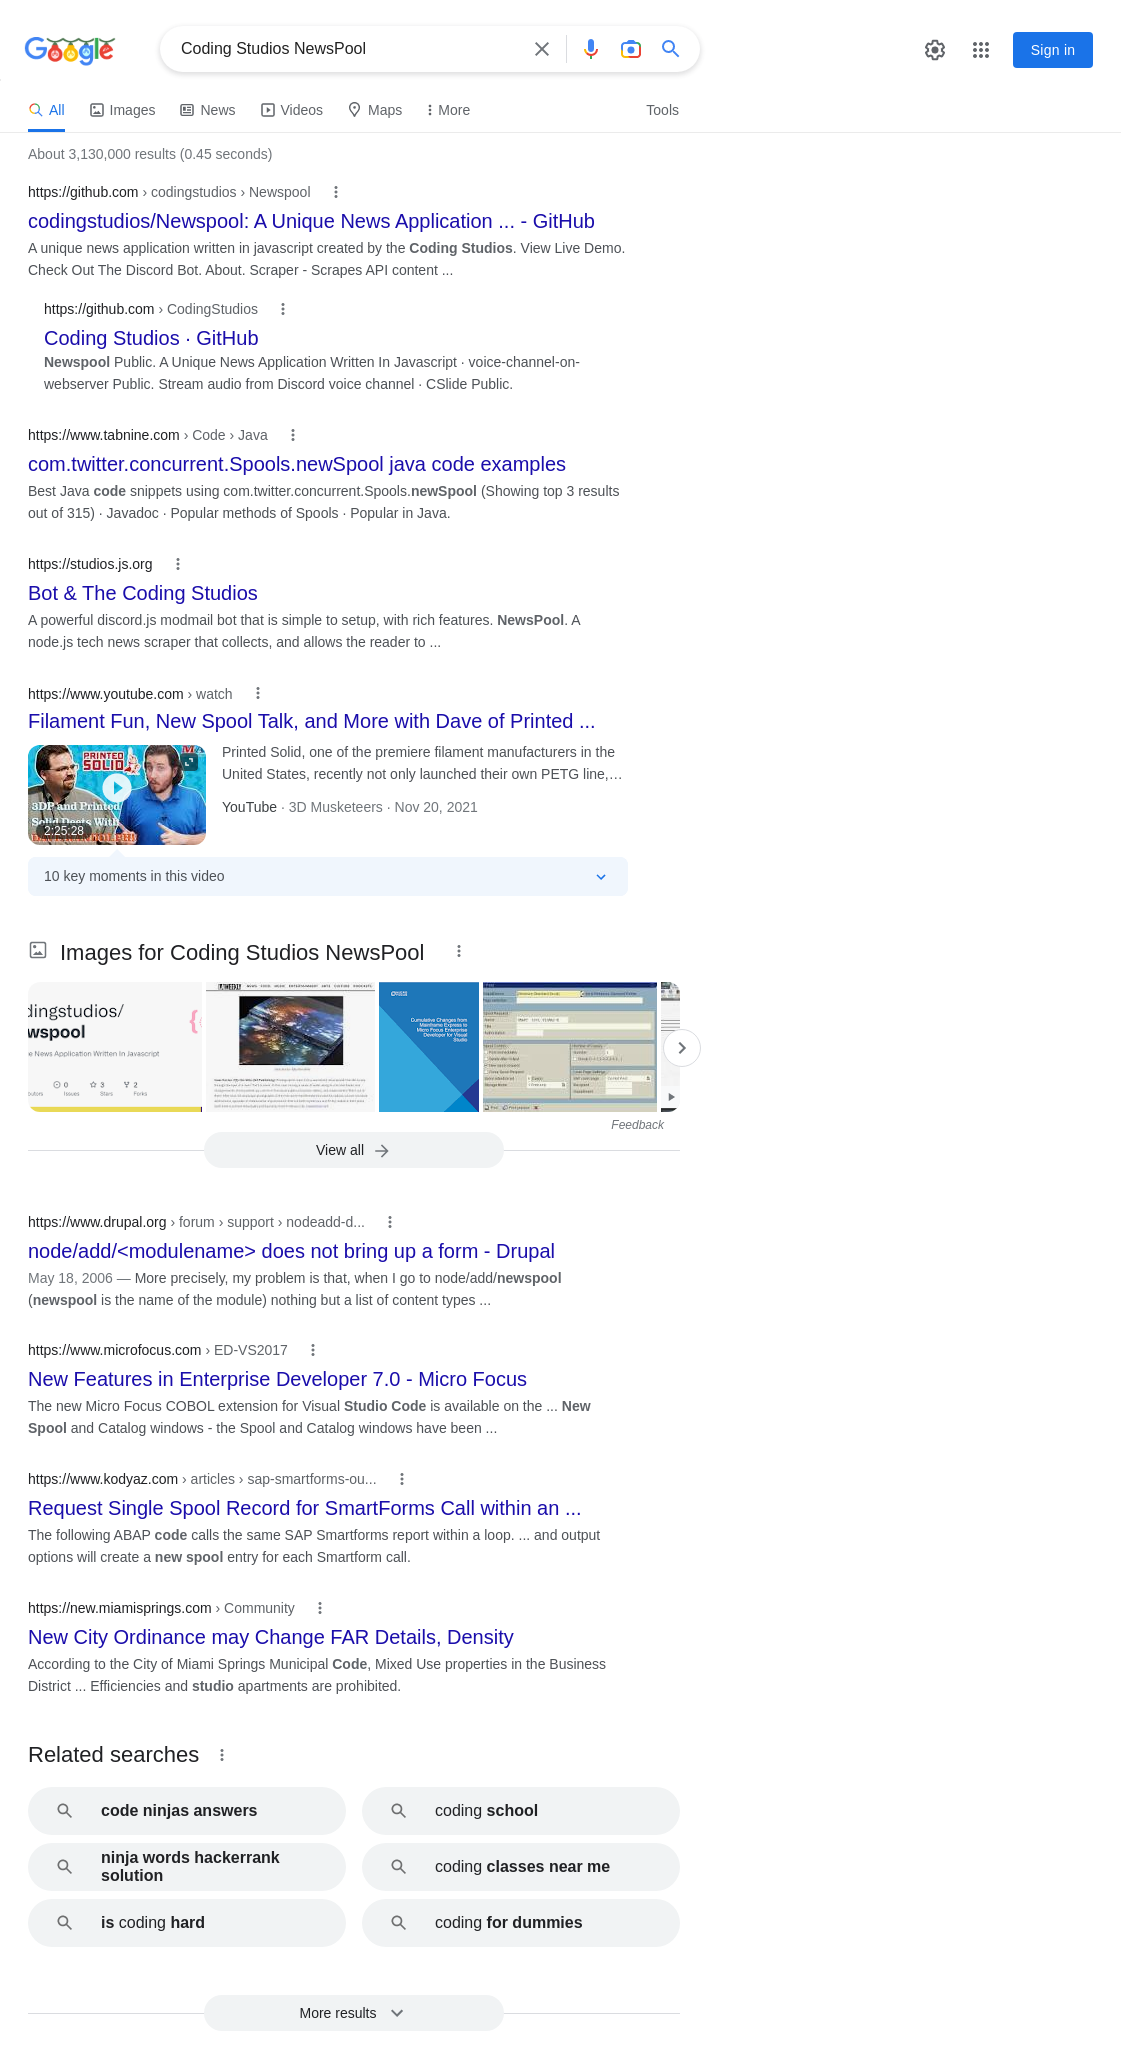 Google
Coding Studios NewsPool
Sign in
All
Images
News
Videos
Maps
More
Tools
About 3,130,000 results (0.45 seconds)
https://github.com › codingstudios › Newspool
codingstudios/Newspool: A Unique News Application ... - GitHub
A unique news application written in javascript created by the Coding Studios. View Live Demo.
Check Out The Discord Bot. About. Scraper - Scrapes API content ...
https://github.com › CodingStudios
Coding Studios · GitHub
Newspool Public. A Unique News Application Written In Javascript · voice-channel-on-
webserver Public. Stream audio from Discord voice channel · CSlide Public.
https://www.tabnine.com › Code › Java
com.twitter.concurrent.Spools.newSpool java code examples
Best Java code snippets using com.twitter.concurrent.Spools.newSpool (Showing top 3 results
out of 315) · Javadoc · Popular methods of Spools · Popular in Java.
https://studios.js.org
Bot & The Coding Studios
A powerful discord.js modmail bot that is simple to setup, with rich features. NewsPool. A
node.js tech news scraper that collects, and allows the reader to ...
https://www.youtube.com › watch
Filament Fun, New Spool Talk, and More with Dave of Printed ...
PRINTED
SOLID
3DP and Printed
Solid Deets With
2:25:28
Printed Solid, one of the premiere filament manufacturers in the
United States, recently not only launched their own PETG line,…
YouTube · 3D Musketeers · Nov 20, 2021
10 key moments in this video
Images for Coding Studios NewsPool
dingstudios/
wspool
e News Application Written In Javascript
0
3
2
Issues
Stars
Forks
Cumulative Changes from
Mainframe Express to
Micro Focus Enterprise
Developer for Visual
Studio
Feedback
View all
https://www.drupal.org › forum › support › nodeadd-d...
node/add/<modulename> does not bring up a form - Drupal
May 18, 2006 — More precisely, my problem is that, when I go to node/add/newspool
(newspool is the name of the module) nothing but a list of content types ...
https://www.microfocus.com › ED-VS2017
New Features in Enterprise Developer 7.0 - Micro Focus
The new Micro Focus COBOL extension for Visual Studio Code is available on the ... New
Spool and Catalog windows - the Spool and Catalog windows have been ...
https://www.kodyaz.com › articles › sap-smartforms-ou...
Request Single Spool Record for SmartForms Call within an ...
The following ABAP code calls the same SAP Smartforms report within a loop. ... and output
options will create a new spool entry for each Smartform call.
https://new.miamisprings.com › Community
New City Ordinance may Change FAR Details, Density
According to the City of Miami Springs Municipal Code, Mixed Use properties in the Business
District ... Efficiencies and studio apartments are prohibited.
Related searches
code ninjas answers
coding school
ninja words hackerrank
solution
coding classes near me
is coding hard
coding for dummies
More results